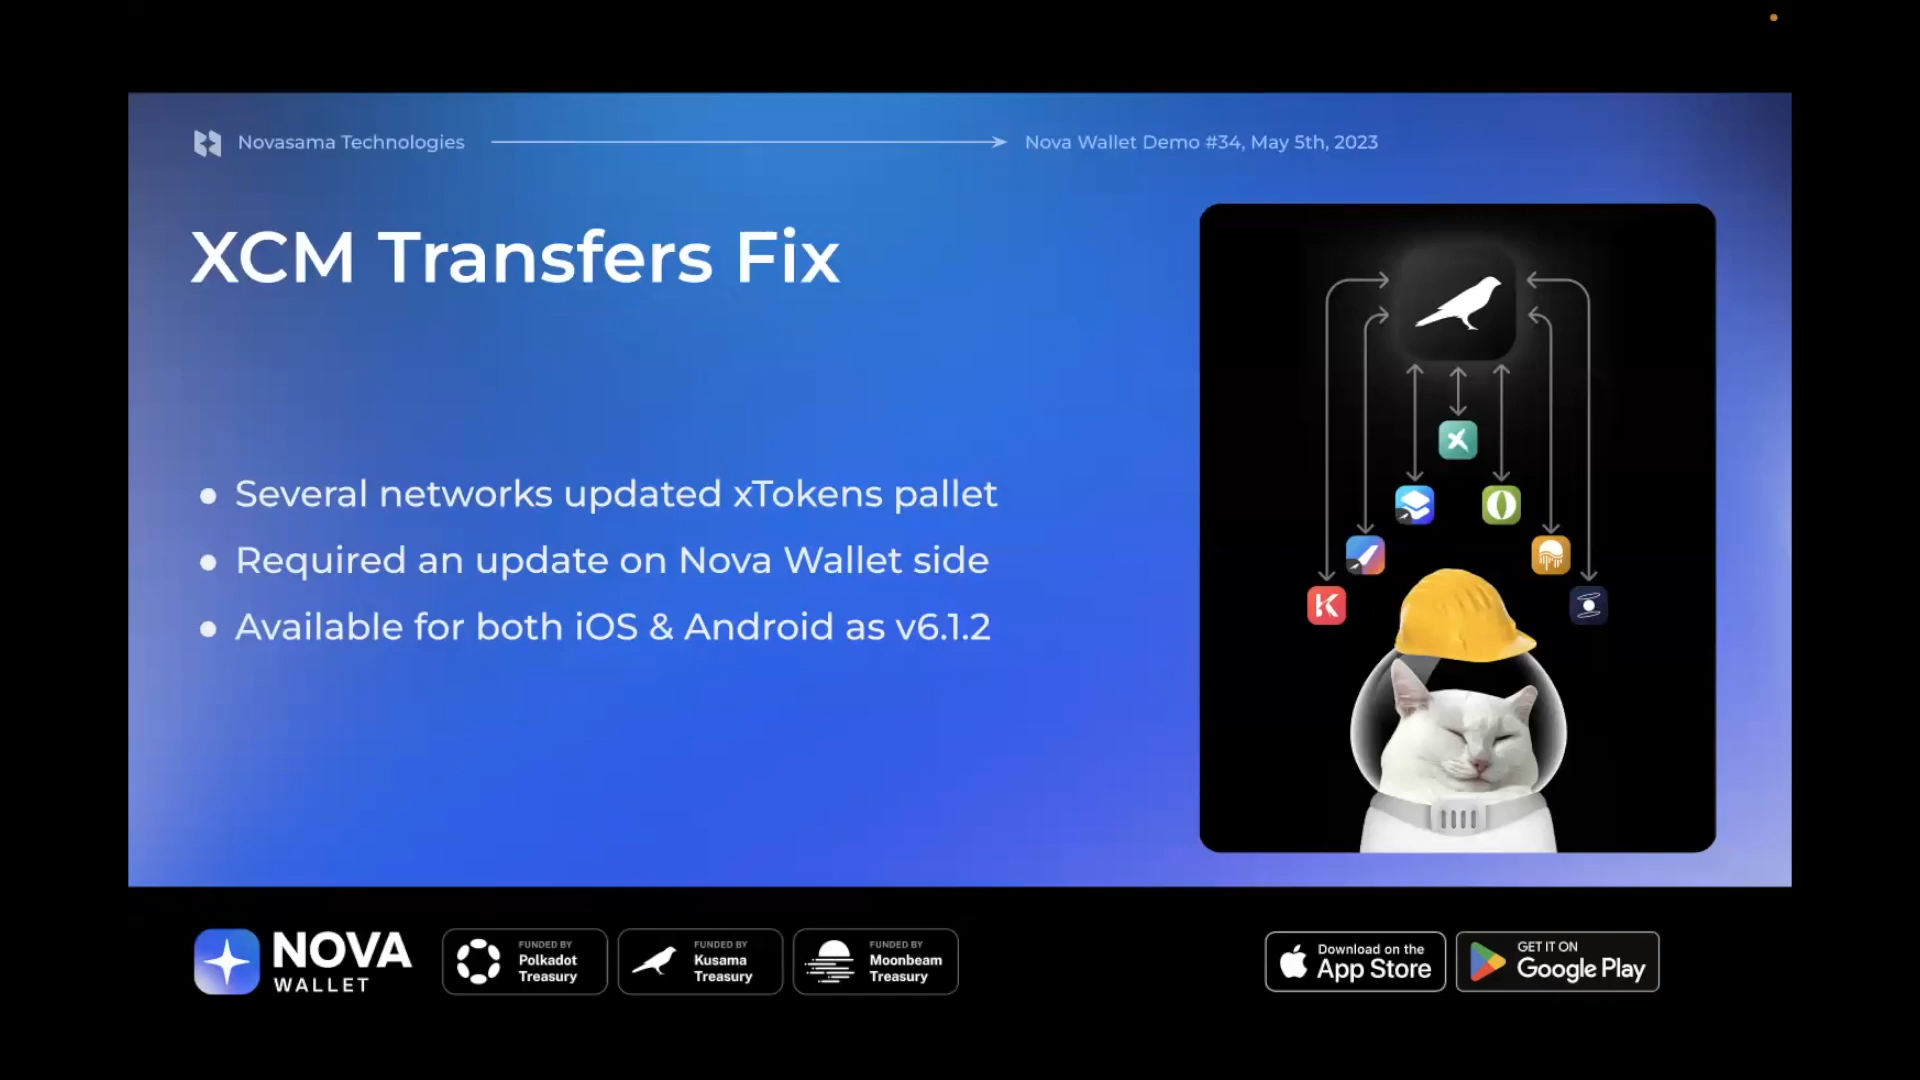 Novasama Technologies
Nova Wallet Demo #34, May 5th, 2023
XCM Transfers Fix
Several networks updated xTokens pallet
Required an update on Nova Wallet side
Available for both iOS & Android as v6.1.2
NOVA
WALLET
FUNDED BY
Polkadot
Treasury
FUNDED BY
Kusama
Treasury
FUNDED BY
Moonbeam
Treasury
Download on the
App Store
GET IT ON
Google Play